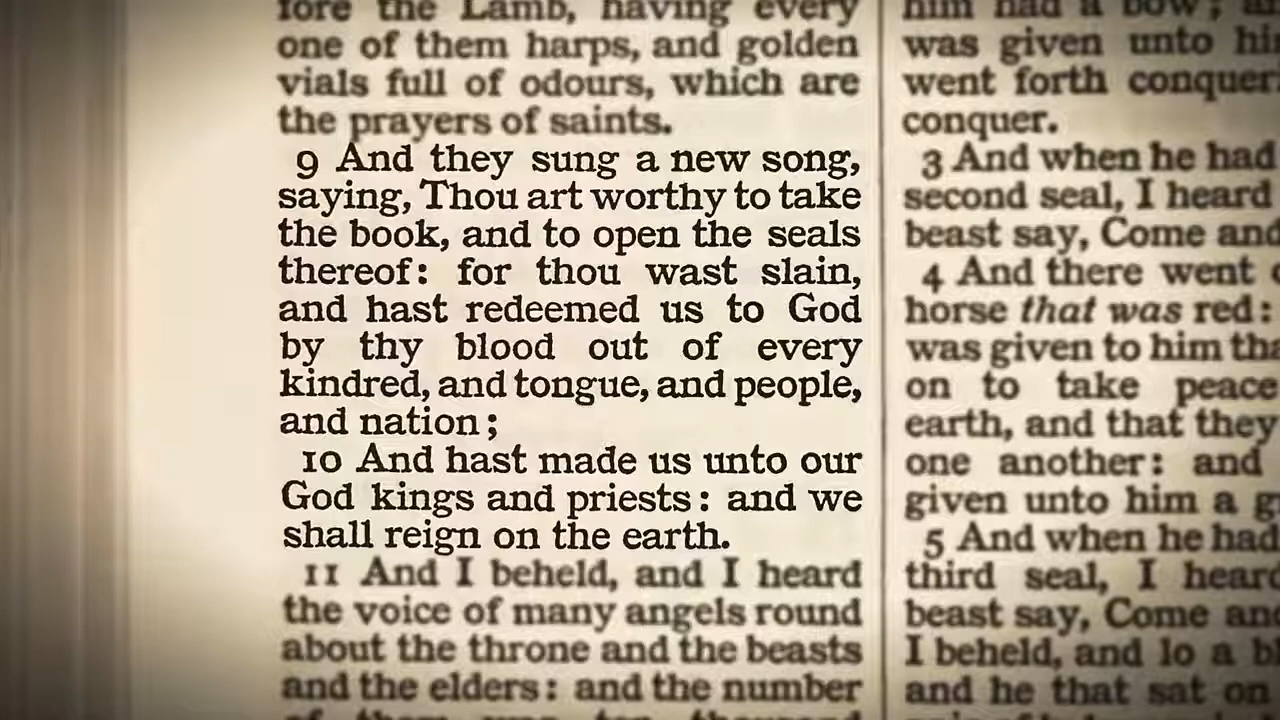 fore the Lamb, having every
one of them harps, and golden
vials full of odours, which are
the prayers of saints.
9 And they sung a new song,
saying, Thou art worthy to take
the book, and to open the seals
thereof: for thou wast slain,
and hast redeemed us to God
by thy blood out of every
kindred, and tongue, and people,
and nation;
10 And hast made us unto our
God kings and priests: and we
shall reign on the earth.
11 And I beheld, and I heard
the voice of many angels round
about the throne and the beasts
and the elders: and the number
of them was ten thousand
him had a bow;
was given unto
went forth
conquer.
3 And when he had
second seal, I heard
beast say, Come and
4 And there went
horse that was red:
was given to him
on to take peace
earth, and that they
one another: and
given unto him a
5 And when he had
third seal, I heard
beast say, Come
I beheld, and lo a
and he that sat on